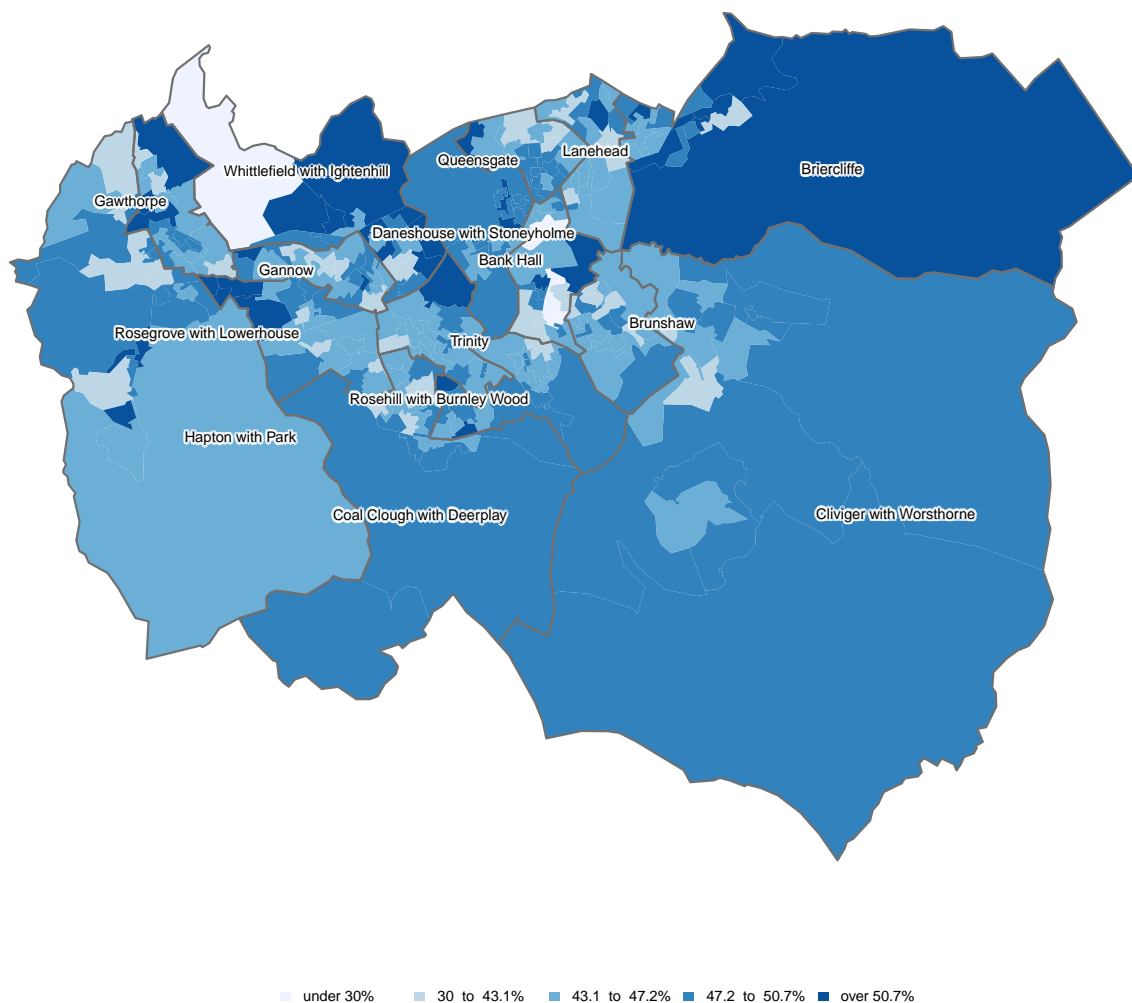 Queensgate
Lanehead
Whittlefield with Ightenhill
Briercliffe
Gawthorpe
Daneshouse with Stoneyholme
Bank Hall
Gannow
Brunshaw
Rosegrove with Lowerhouse
Trinity
Rosehill with Burnley Wood
Hapton with Park
Coal Clough with Deerplay
Cliviger with Worsthorne
under 30% 30 to 43.1% 43.1 to 47.2% 47.2 to 50.7% over 50.7%